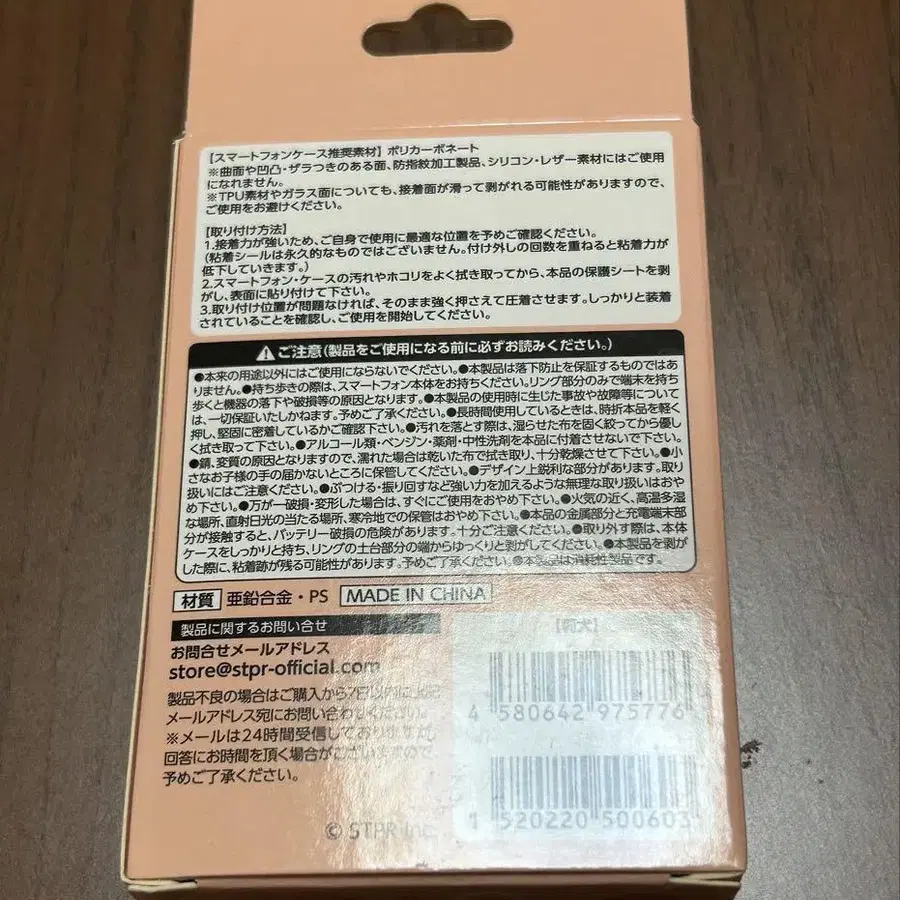 【スマートフォンケース推奨素材】ポリカーボネート
※曲面や凹凸・ザラつきのある面、防指紋加工製品、シリコン・レザー素材にはご使用
になれません。
※TPU素材やガラス面についても、接着面が滑って剥がれる可能性がありますので、
ご使用をお避けください。
【取り付け方法】
1.接着力が強いため、ご自身で使用に最適な位置を予めご確認ください。
(粘着シールは永久的なものではございません。付け外しの回数を重ねると粘着力が
低下していきます。)
2.スマートフォン・ケースの汚れやホコリをよく拭き取ってから、本品の保護シートを剥
がし、表面に貼り付けて下さい。
3.取り付け位置が問題なければ、そのまま強く押さえて圧着させます。しっかりと装着
されていることを確認し、ご使用を開始してください。
⚠ご注意(製品をご使用になる前に必ずお読みください。)
●本来の用途以外にはご使用にならないでください。●本製品は落下防止を保証するものではあ
りません。●持ち歩きの際は、スマートフォン本体をお持ちください。リング部分のみで端末を持ち
歩くと機器の落下や破損等の原因となります。●本製品の使用時に生じた事故や故障等について
は、一切保証いたしかねます。予めご了承ください。●長時間使用しているときは、時折本品を軽く
押し、堅固に密着しているかご確認下さい。●汚れを落とす際は、湿らせた布を固く絞ってから優し
く拭き取って下さい。●アルコール類・ベンジン・薬剤・中性洗剤を本品に付着させないで下さい。
●錆、変質の原因となりますので、濡れた場合は乾いた布で拭き取り、十分乾燥させて下さい。●小
さなお子様の手の届かないところに保管してください。●デザイン上鋭利な部分があります。取り
扱いにはご注意ください。●ぶつける・振り回すなど強い力を加えるような無理な取り扱いはおや
め下さい。●万が一破損・変形した場合は、すぐにご使用をおやめ下さい。●火気の近く、高温多湿
な場所、直射日光の当たる場所、寒冷地での保管はおやめ下さい。●本品の金属部分と充電端末部
分が接触すると、バッテリー破損の危険があります。十分ご注意ください。●取り外す際は、本体
ケースをしっかりと持ち、リングの土台部分の端からゆっくりと剥がしてください。●本製品を剥が
した際に、粘着跡が残る可能性があります。予めご了承ください。●本製品は消耗性製品です。
材質 亜鉛合金・PS MADE IN CHINA
製品に関するお問い合せ
お問合せメールアドレス
store@stpr-official.com
製品不良の場合はご購入から7日以内に上記
メールアドレス宛にお問い合わせください。
※メールは24時間受信しておりますが、
回答にお時間を頂く場合がございますので
予めご了承ください。
【莉犬】
4 580642 975776
1 520220 500603
© STPR Inc.